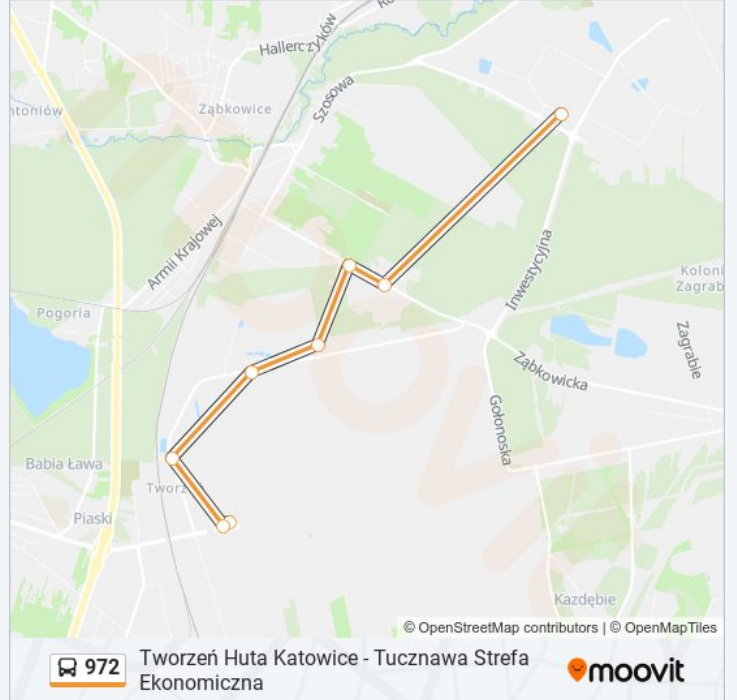 Hallerczyków
Szosowa
ntoniów
Ząbkowice
Armii Krajowej
Inwestycyjna
Koloni
Zagrab
Pogoria
Zagrabie
Ząbkowicka
Gołonoska
Babia Ława
Tworz
Piaski
Kazdębie
© OpenStreetMap contributors | © OpenMapTiles
972 Tworzeń Huta Katowice - Tucznawa Strefa
Ekonomiczna
moovit